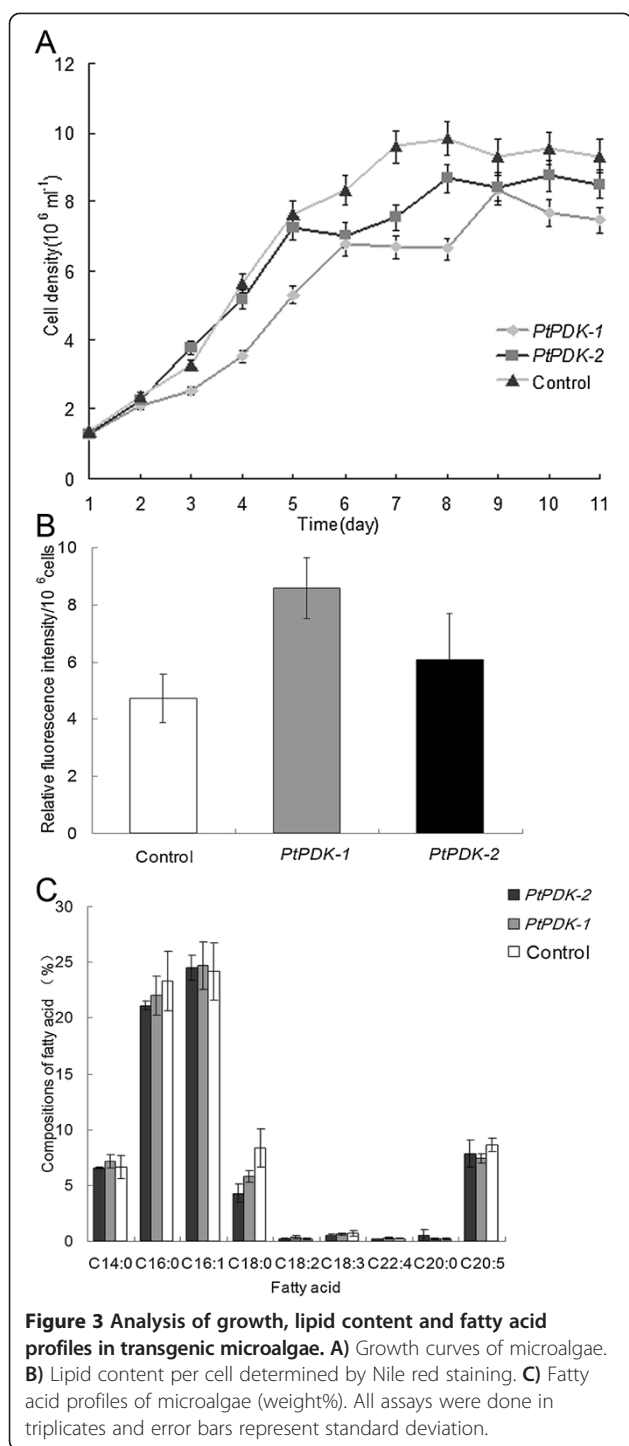 A
12
10
8
6
4
2
0
Cell density(10⁶ ml⁻¹)
PtPDK-1
PtPDK-2
Control
1 2 3 4 5 6 7 8 9 10 11
Time(day)
B
10
8
6
4
2
0
Relative fluorescence intensity/10⁶cells
Control PtPDK-1 PtPDK-2
C
PtPDK-2
PtPDK-1
Control
30
25
20
15
10
5
0
Compositions of fatty acid (%)
C14:0 C16:0 C16:1 C18:0 C18:2 C18:3 C22:4 C20:0 C20:5
Fatty acid
Figure 3 Analysis of growth, lipid content and fatty acid
profiles in transgenic microalgae. A) Growth curves of microalgae.
B) Lipid content per cell determined by Nile red staining. C) Fatty
acid profiles of microalgae (weight%). All assays were done in
triplicates and error bars represent standard deviation.